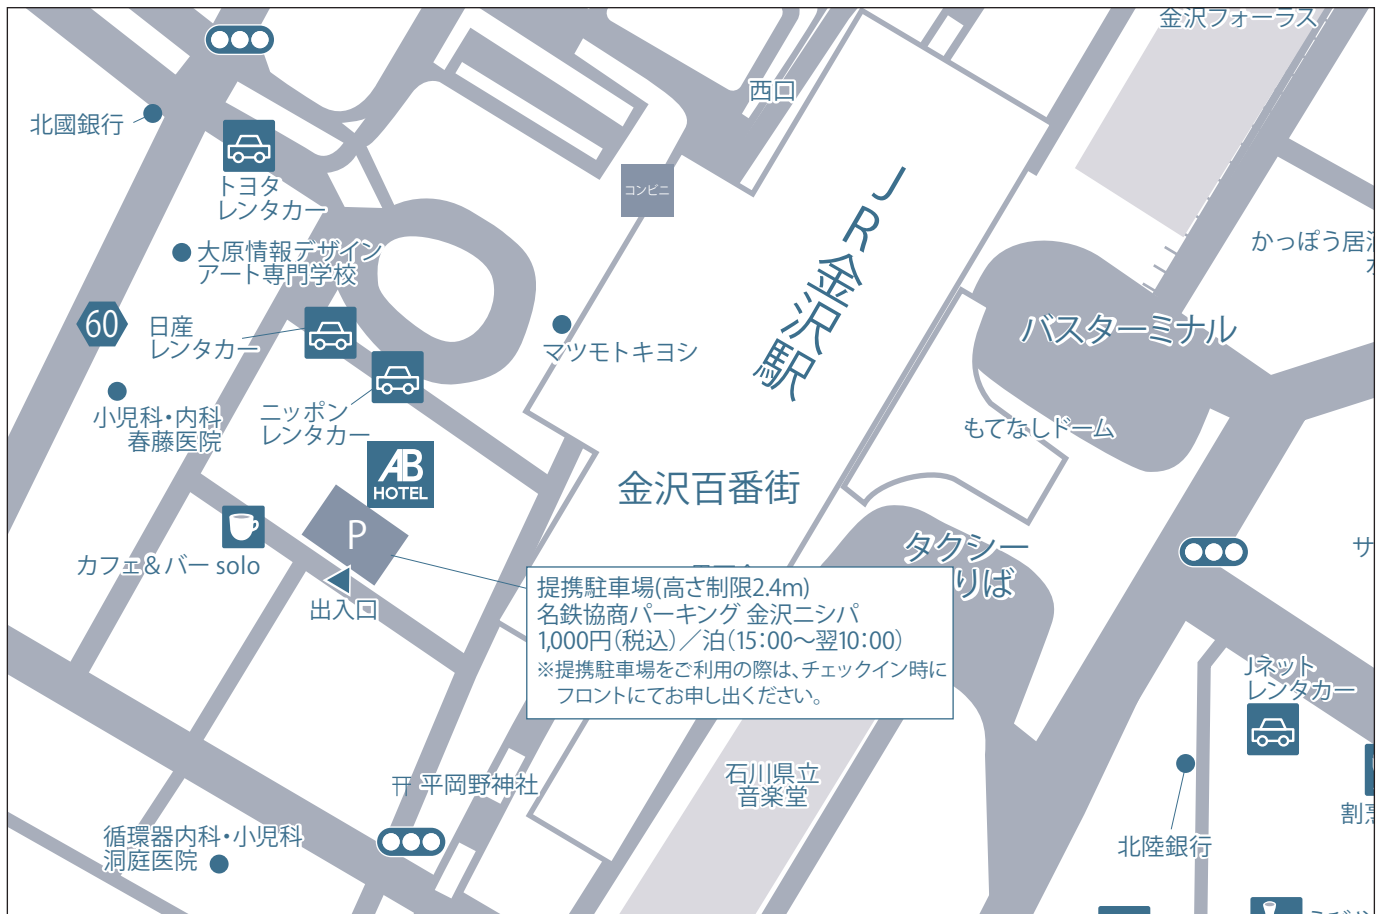 金沢フォーラス
西口
北國銀行
トヨタ
レンタカー
コンビニ
JR金沢駅
大原情報デザイン
アート専門学校
かっぽう居
60
日産
レンタカー
バスターミナル
マツモトキヨシ
小児科・内科
春藤医院
ニッポン
レンタカー
もてなしドーム
AB
HOTEL
金沢百番街
P
カフェ&バー solo
出入口
タクシー
りば
サ
提携駐車場(高さ制限2.4m)
名鉄協商パーキング 金沢ニシパ
1,000円(税込)/泊(15:00~翌10:00)
※提携駐車場をご利用の際は、チェックイン時に
フロントにてお申し出ください。
Jネット
レンタカー
石川県立
音楽堂
平岡野神社
割烹
循環器内科・小児科
洞庭医院
北陸銀行